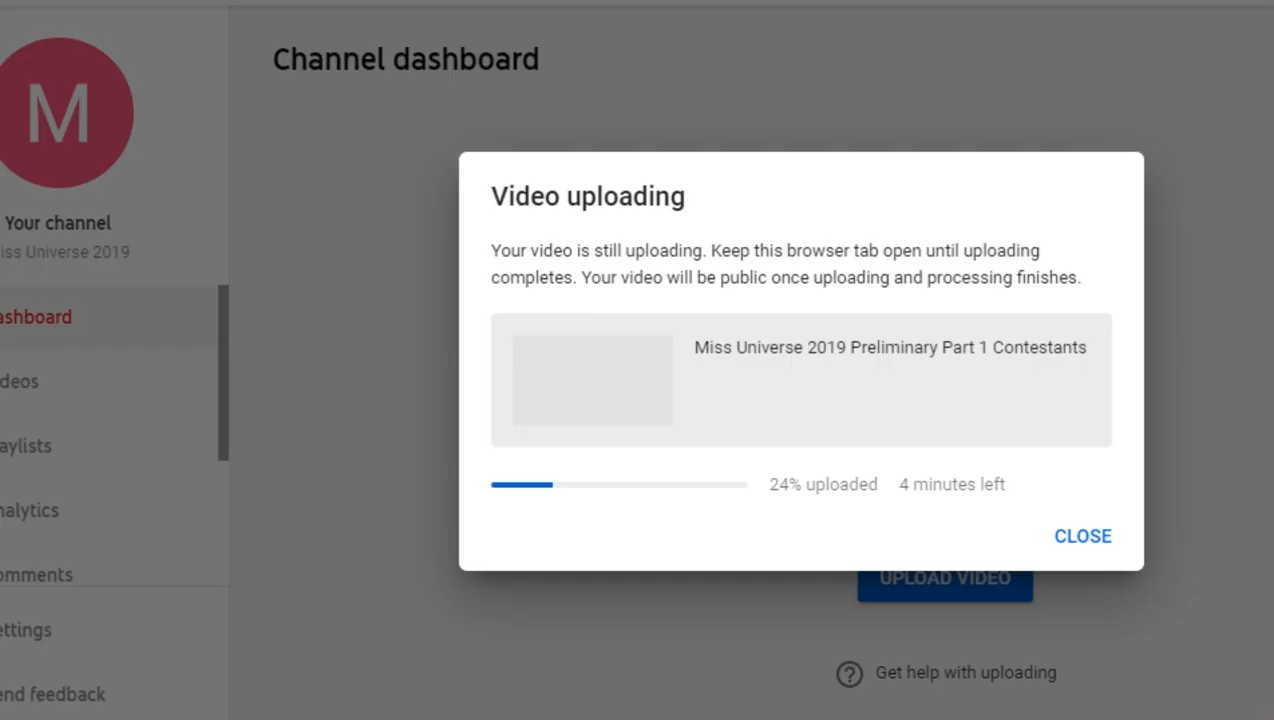 Channel dashboard
M
Your channel
iss Universe 2019
ashboard
deos
aylists
nalytics
omments
ettings
end feedback
Video uploading
Your video is still uploading. Keep this browser tab open until uploading
completes. Your video will be public once uploading and processing finishes.
Miss Universe 2019 Preliminary Part 1 Contestants
24% uploaded 4 minutes left
CLOSE
UPLOAD VIDEO
? Get help with uploading